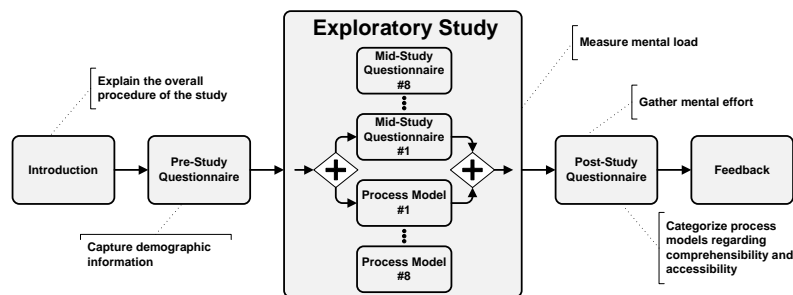 Exploratory Study
Mid-Study
Questionnaire
#8
Measure mental load
Explain the overall
procedure of the study
Gather mental effort
Mid-Study
Questionnaire
#1
Introduction
Pre-Study
Questionnaire
Post-Study
Questionnaire
Feedback
Process Model
#1
Capture demographic
information
Categorize process
models regarding
comprehensibility and
accessibility
Process Model
#8